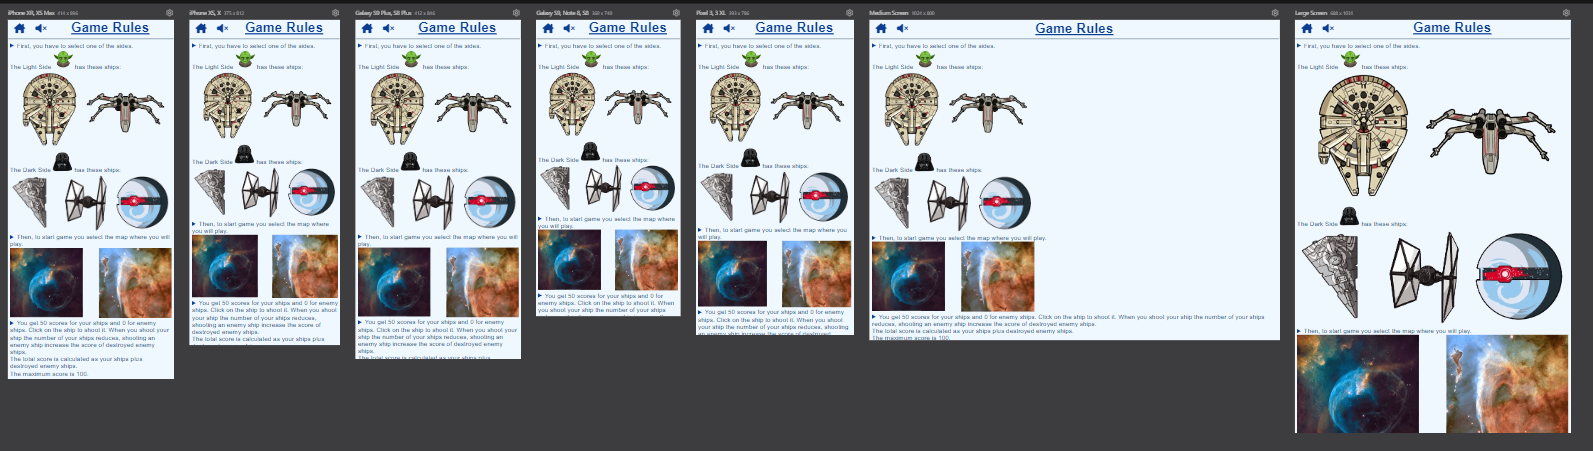 iPhone XR, XS Max 414 x 896
Game Rules
► First, you have to select one of the sides.
The Light Side has these ships:
The Dark Side has these ships:
► Then, to start game you select the map where you will
play.
► You get 50 scores for your ships and 0 for enemy
ships. Click on the ship to shoot it. When you shoot your
ship the number of your ships reduces, shooting an
enemy ship increase the score of destroyed enemy
ships.
The total score is calculated as your ships plus
destroyed enemy ships.
The maximum score is 100.
iPhone XS, X 375 x 812
Game Rules
► First, you have to select one of the sides.
The Light Side has these ships:
The Dark Side has these ships:
► Then, to start game you select the map where
you will play.
► You get 50 scores for your ships and 0 for enemy
ships. Click on the ship to shoot it. When you shoot
your ship the number of your ships reduces,
shooting an enemy ship increase the score of
destroyed enemy ships.
The total score is calculated as your ships plus
Galaxy S9 Plus, S8 Plus 412 x 846
Game Rules
► First, you have to select one of the sides.
The Light Side has these ships:
The Dark Side has these ships:
► Then, to start game you select the map where you will
play.
► You get 50 scores for your ships and 0 for enemy
ships. Click on the ship to shoot it. When you shoot your
ship the number of your ships reduces, shooting an
enemy ship increase the score of destroyed enemy
ships.
The total score is calculated as your ships plus
Galaxy S9, Note 8, S8 360 x 740
Game Rules
► First, you have to select one of the sides.
The Light Side has these ships:
The Dark Side has these ships:
► Then, to start game you select the map where
you will play.
► You get 50 scores for your ships and 0 for
enemy ships. Click on the ship to shoot it. When
you shoot your ship the number of your ships
Pixel 3, 3 XL 393 x 786
Game Rules
► First, you have to select one of the sides.
The Light Side has these ships:
The Dark Side has these ships:
► Then, to start game you select the map where you
will play.
► You get 50 scores for your ships and 0 for enemy
ships. Click on the ship to shoot it. When you shoot
your ship the number of your ships reduces, shooting
an enemy ship increase the score of destroyed
Medium Screen 1024 x 800
Game Rules
► First, you have to select one of the sides.
The Light Side has these ships:
The Dark Side has these ships:
► Then, to start game you select the map where you will play.
► You get 50 scores for your ships and 0 for enemy ships. Click on the ship to shoot it. When you shoot your ship the number of your ships
reduces, shooting an enemy ship increase the score of destroyed enemy ships.
The total score is calculated as your ships plus destroyed enemy ships.
The maximum score is 100.
Large Screen
Game Rules
► First, you have to select one of the sides.
The Light Side has these ships:
The Dark Side has these ships:
► Then, to start game you select the map where you will play.